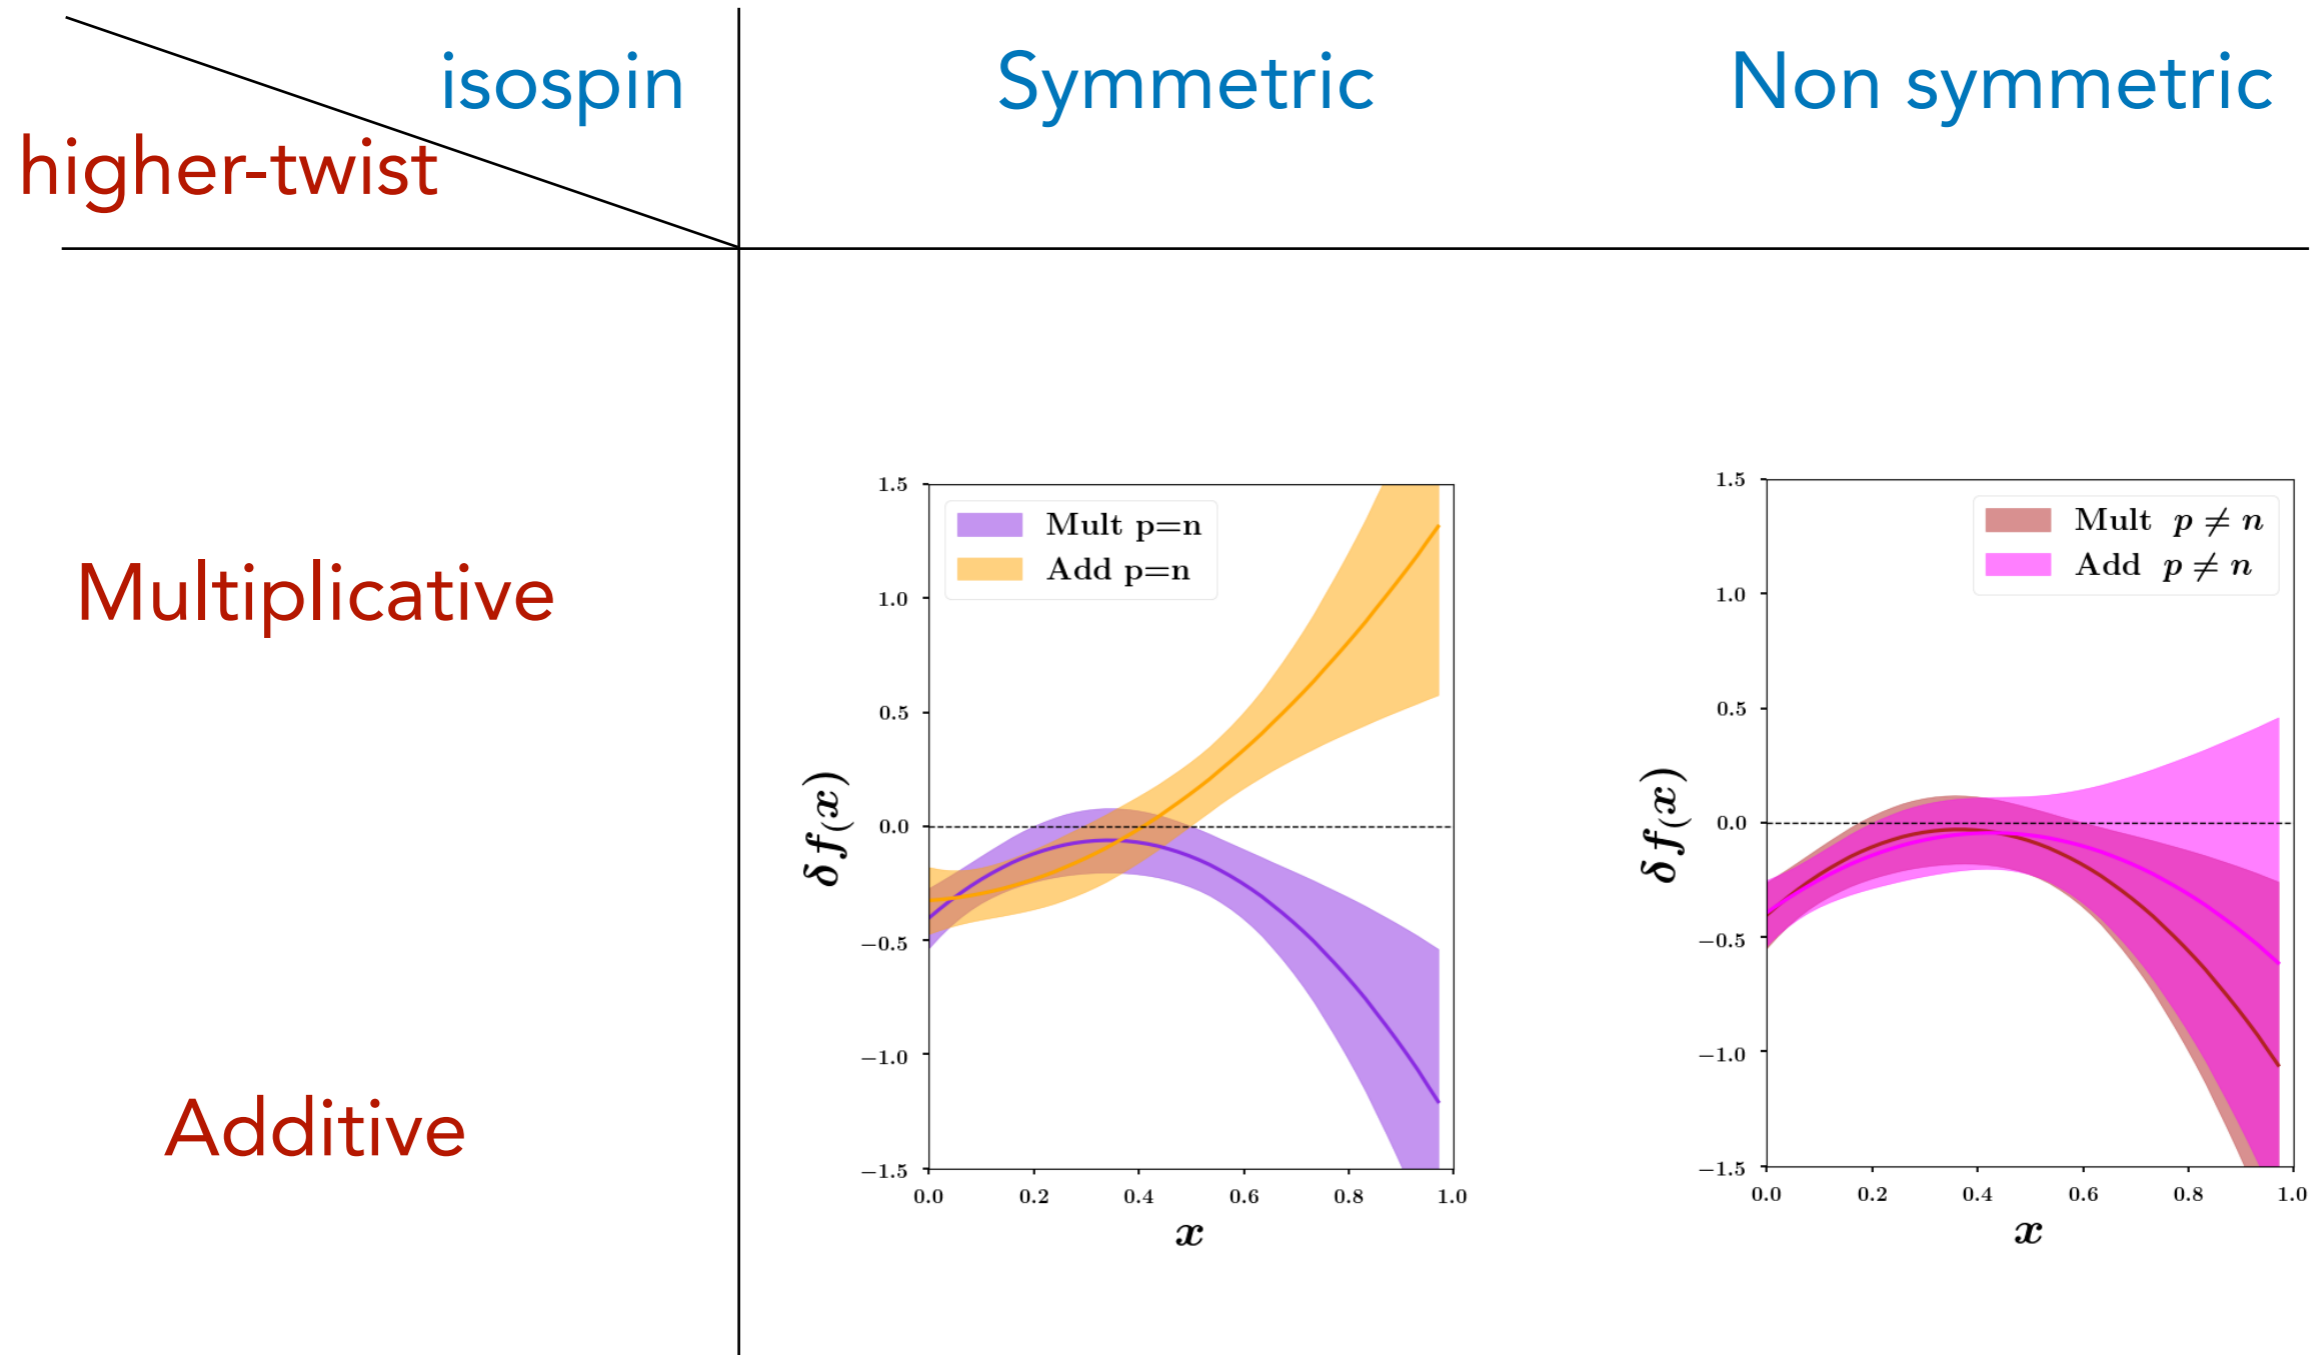 isospin
Symmetric
Non symmetric
higher-twist
Multiplicative
Additive
1.5
1.0
0.5
0.0
−0.5
−1.0
−1.5
δf(x)
Mult p=n
Add p=n
0.0 0.2 0.4 0.6 0.8 1.0
x
1.5
1.0
0.5
0.0
−0.5
−1.0
−1.5
δf(x)
Mult p ≠ n
Add p ≠ n
0.0 0.2 0.4 0.6 0.8 1.0
x